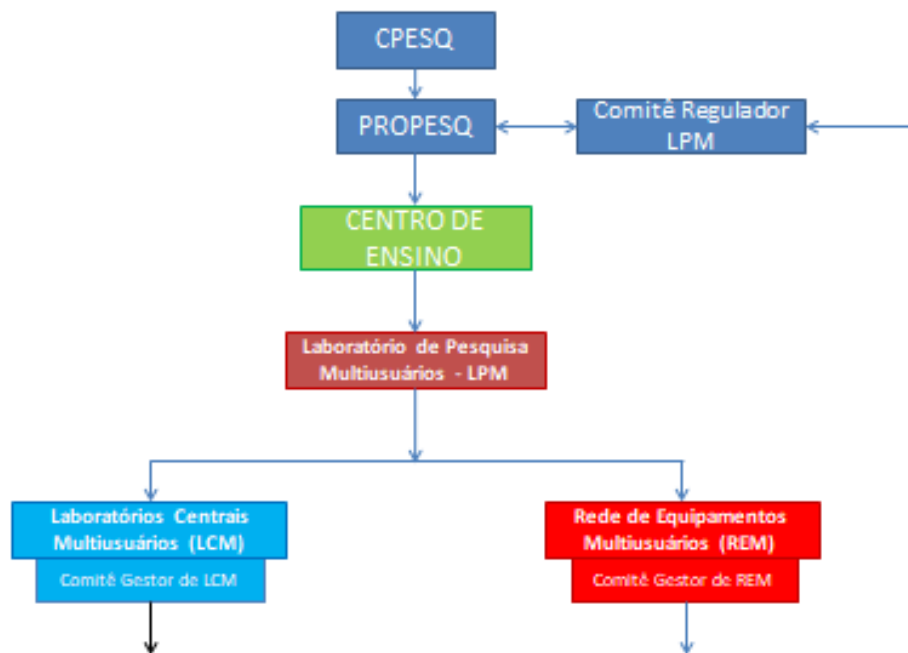 CPESQ
PROPESQ
Comitê Regulador
LPM
CENTRO DE
ENSINO
Laboratório de Pesquisa
Multiusuários - LPM
Laboratórios Centrais
Multiusuários (LCM)
Comitê Gestor de LCM
Rede de Equipamentos
Multiusuários (REM)
Comitê Gestor de REM